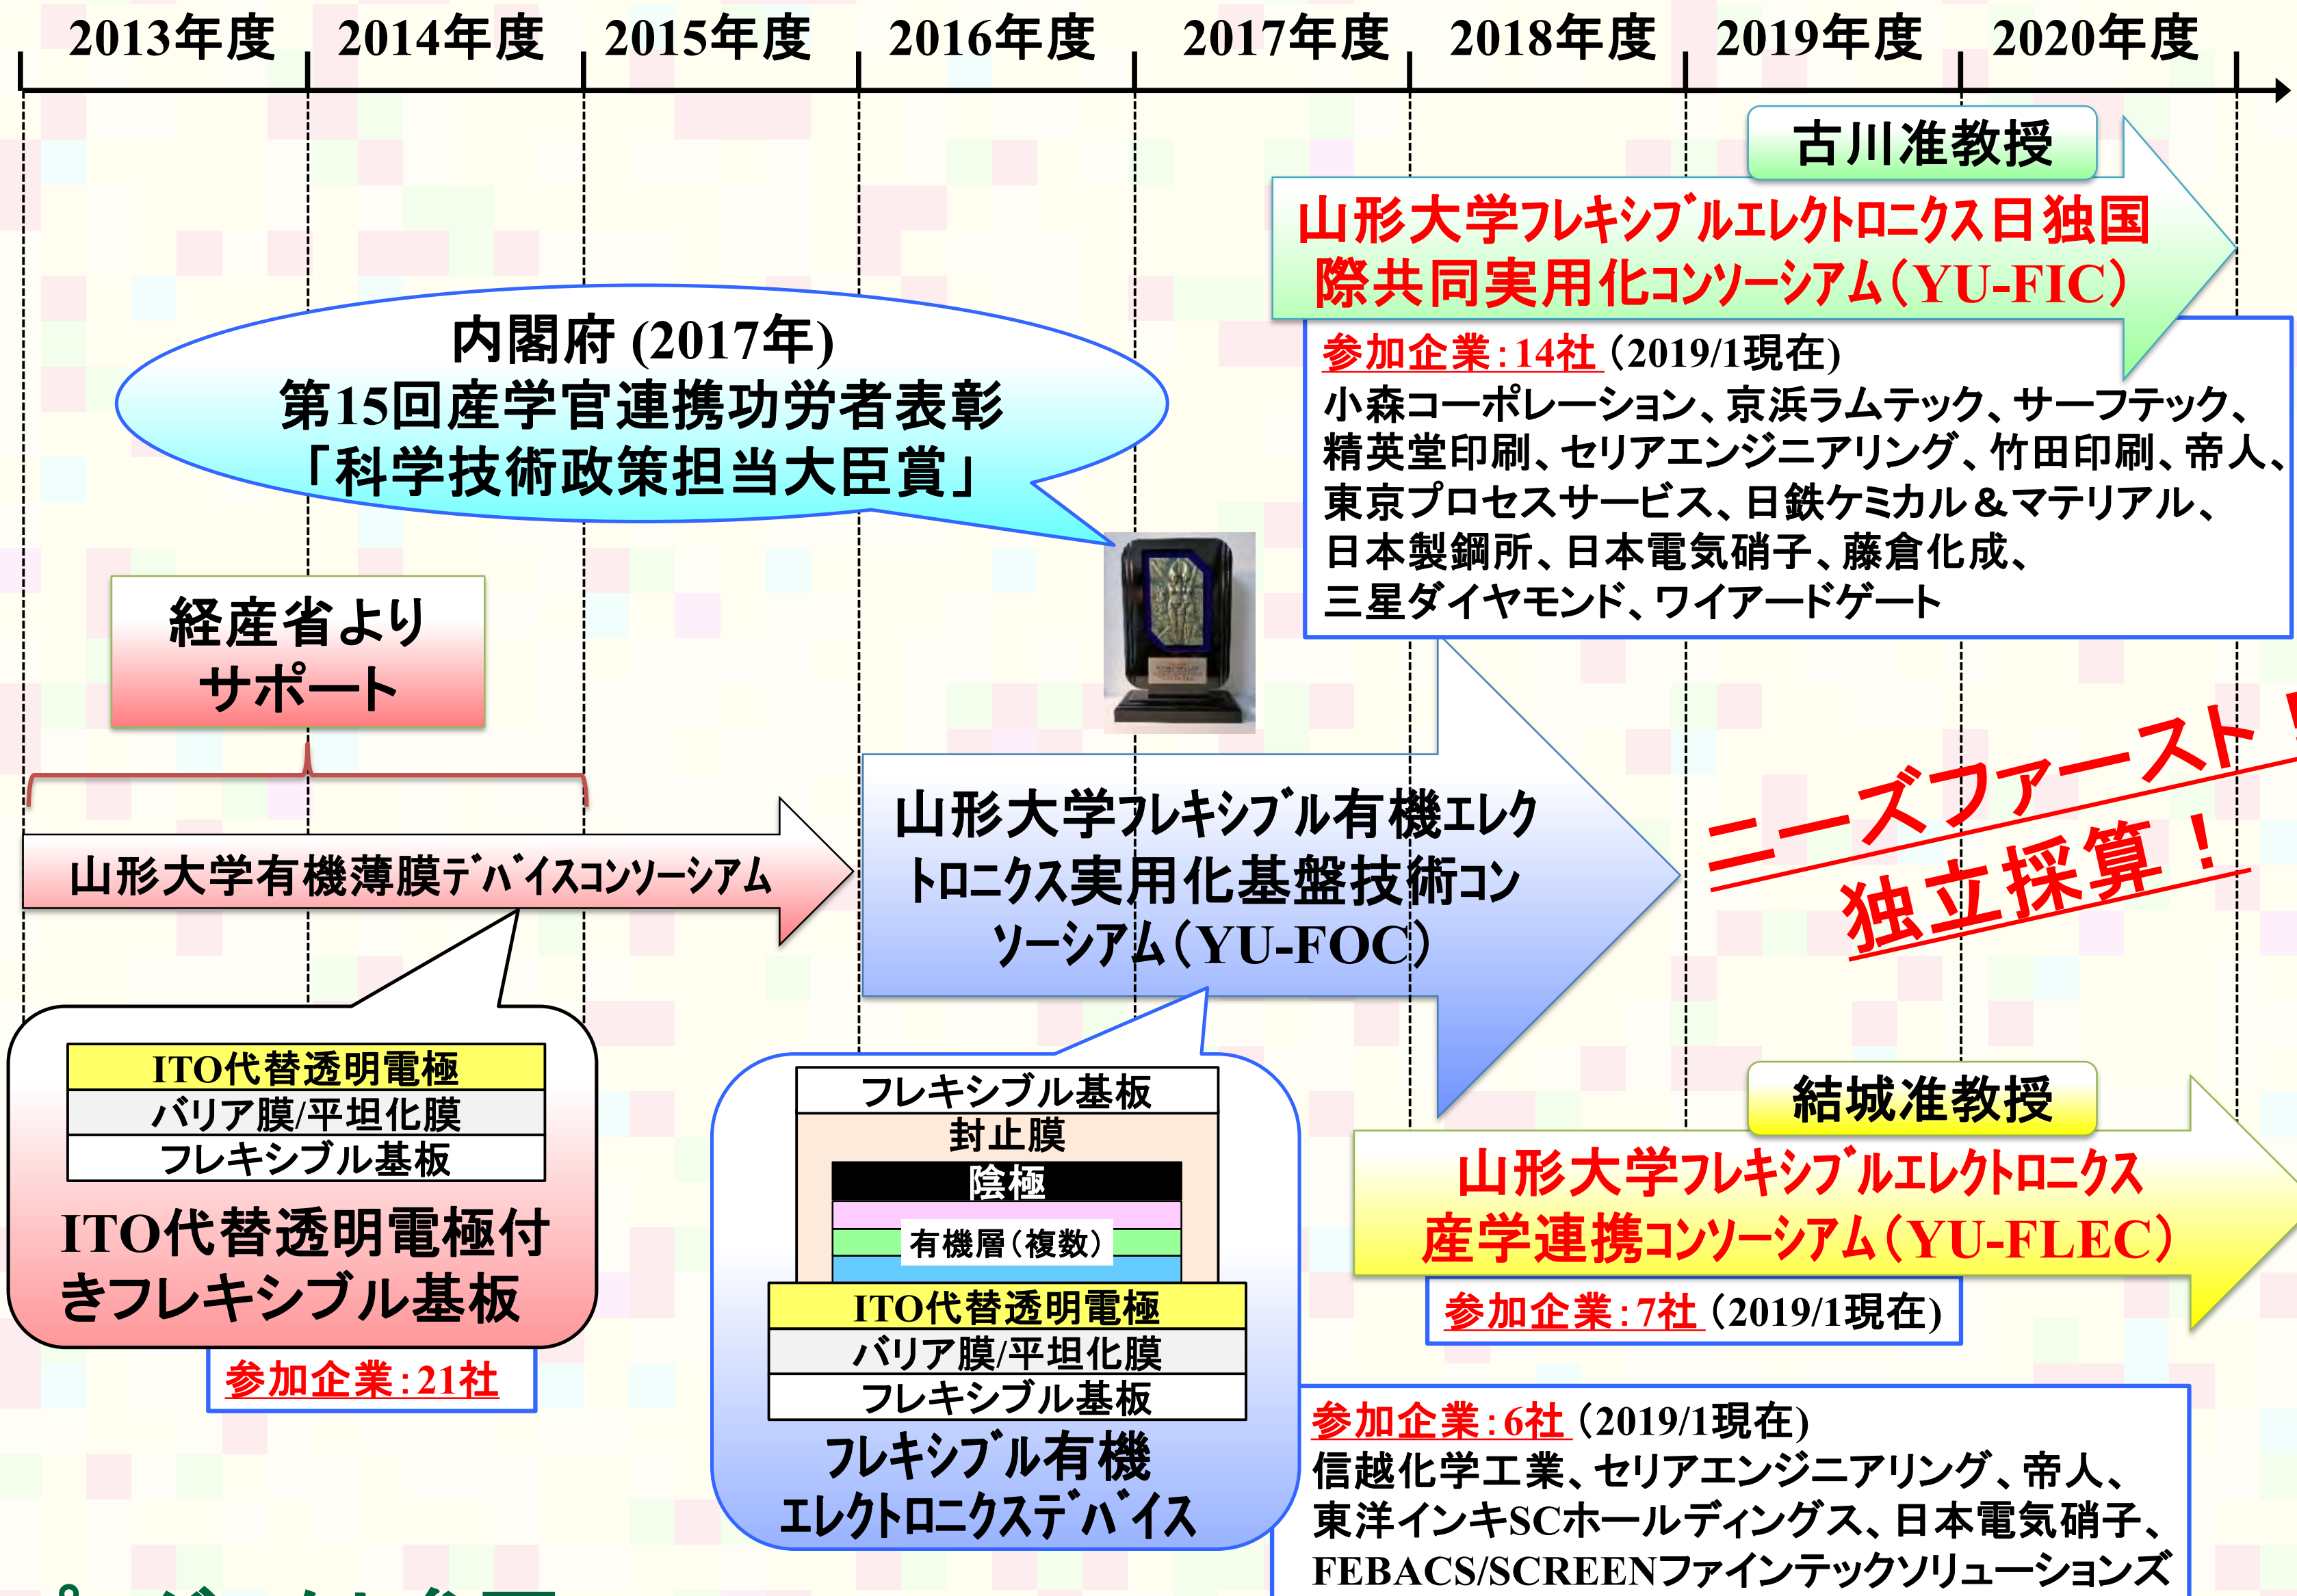 2013年度 2014年度 2015年度 2016年度 2017年度 2018年度 2019年度 2020年度
古川准教授
山形大学ﾌﾚｷｼﾌﾞﾙｴﾚｸﾄﾛﾆｸｽ日独国
際共同実用化ｺﾝｿｰｼｱﾑ（YU-FIC）
参加企業：14社（2019/1現在）
小森コーポレーション、京浜ラムテック、サーフテック、
精英堂印刷、セリアエンジニアリング、竹田印刷、帝人、
東京プロセスサービス、日鉄ケミカル＆マテリアル、
日本製鋼所、日本電気硝子、藤倉化成、
三星ダイヤモンド、ワイアードゲート
内閣府 (2017年)
第15回産学官連携功労者表彰
「科学技術政策担当大臣賞」
経産省より
サポート
山形大学有機薄膜ﾃﾞﾊﾞｲｽｺﾝｿｰｼｱﾑ
山形大学ﾌﾚｷｼﾌﾞﾙ有機ｴﾚｸ
ﾄﾛﾆｸｽ実用化基盤技術ｺﾝ
ｿｰｼｱﾑ（YU-FOC）
ニーズファースト！
独立採算！
ITO代替透明電極
バリア膜/平坦化膜
フレキシブル基板
ITO代替透明電極付
きフレキシブル基板
参加企業：21社
フレキシブル基板
封止膜
陰極
有機層（複数）
ITO代替透明電極
バリア膜/平坦化膜
フレキシブル基板
ﾌﾚｷｼﾌﾞﾙ有機
ｴﾚｸﾄﾛﾆｸｽﾃﾞﾊﾞｲｽ
結城准教授
山形大学ﾌﾚｷｼﾌﾞﾙｴﾚｸﾄﾛﾆｸｽ
産学連携ｺﾝｿｰｼｱﾑ（YU-FLEC）
参加企業：7社（2019/1現在）
参加企業：6社（2019/1現在）
信越化学工業、セリアエンジニアリング、帝人、
東洋インキSCホールディングス、日本電気硝子、
FEBACS/SCREENファインテックソリューションズ